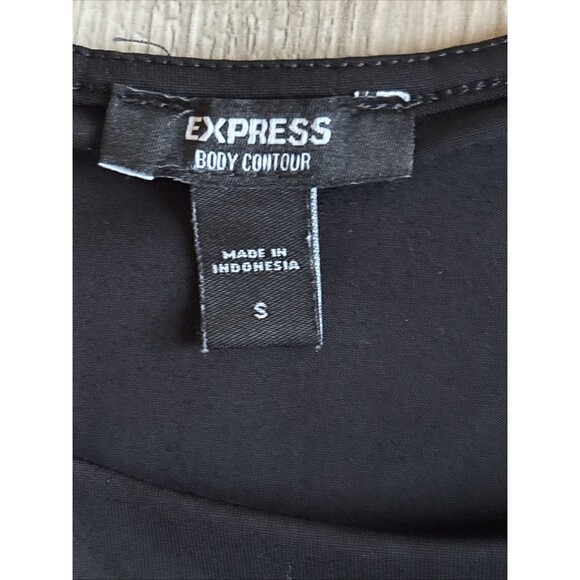 EXPRESS
BODY CONTOUR
MADE IN
INDONESIA
S